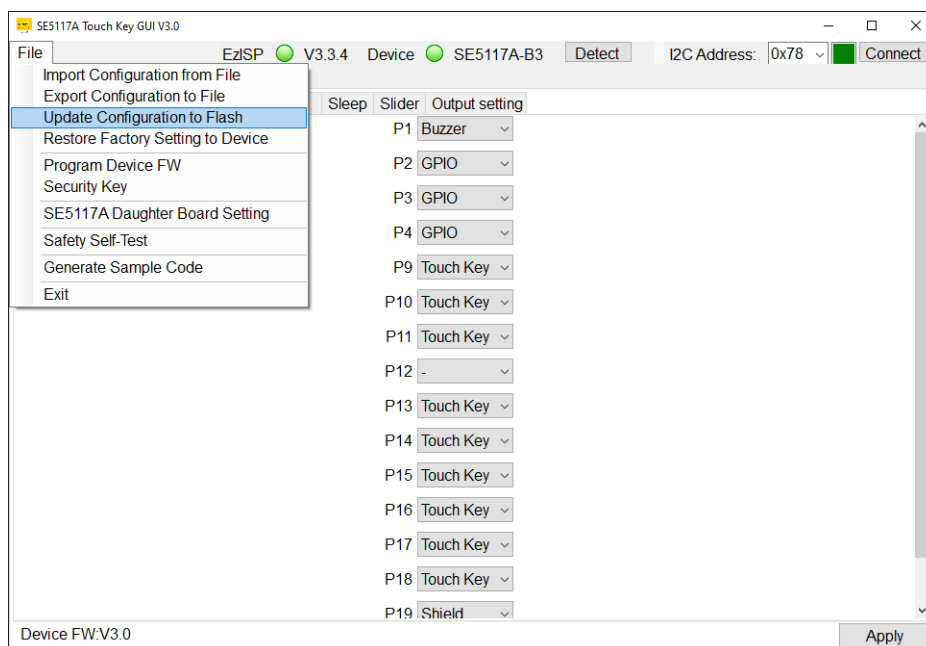 SE5117A Touch Key GUI V3.0
File EzISP V3.3.4 Device SE5117A-B3 Detect I2C Address: 0x78 Connect
Import Configuration from File
Export Configuration to File
Update Configuration to Flash
Restore Factory Setting to Device
Program Device FW
Security Key
SE5117A Daughter Board Setting
Safety Self-Test
Generate Sample Code
Exit
Sleep Slider Output setting
P1 Buzzer
P2 GPIO
P3 GPIO
P4 GPIO
P9 Touch Key
P10 Touch Key
P11 Touch Key
P12 -
P13 Touch Key
P14 Touch Key
P15 Touch Key
P16 Touch Key
P17 Touch Key
P18 Touch Key
P19 Shield
Device FW:V3.0 Apply